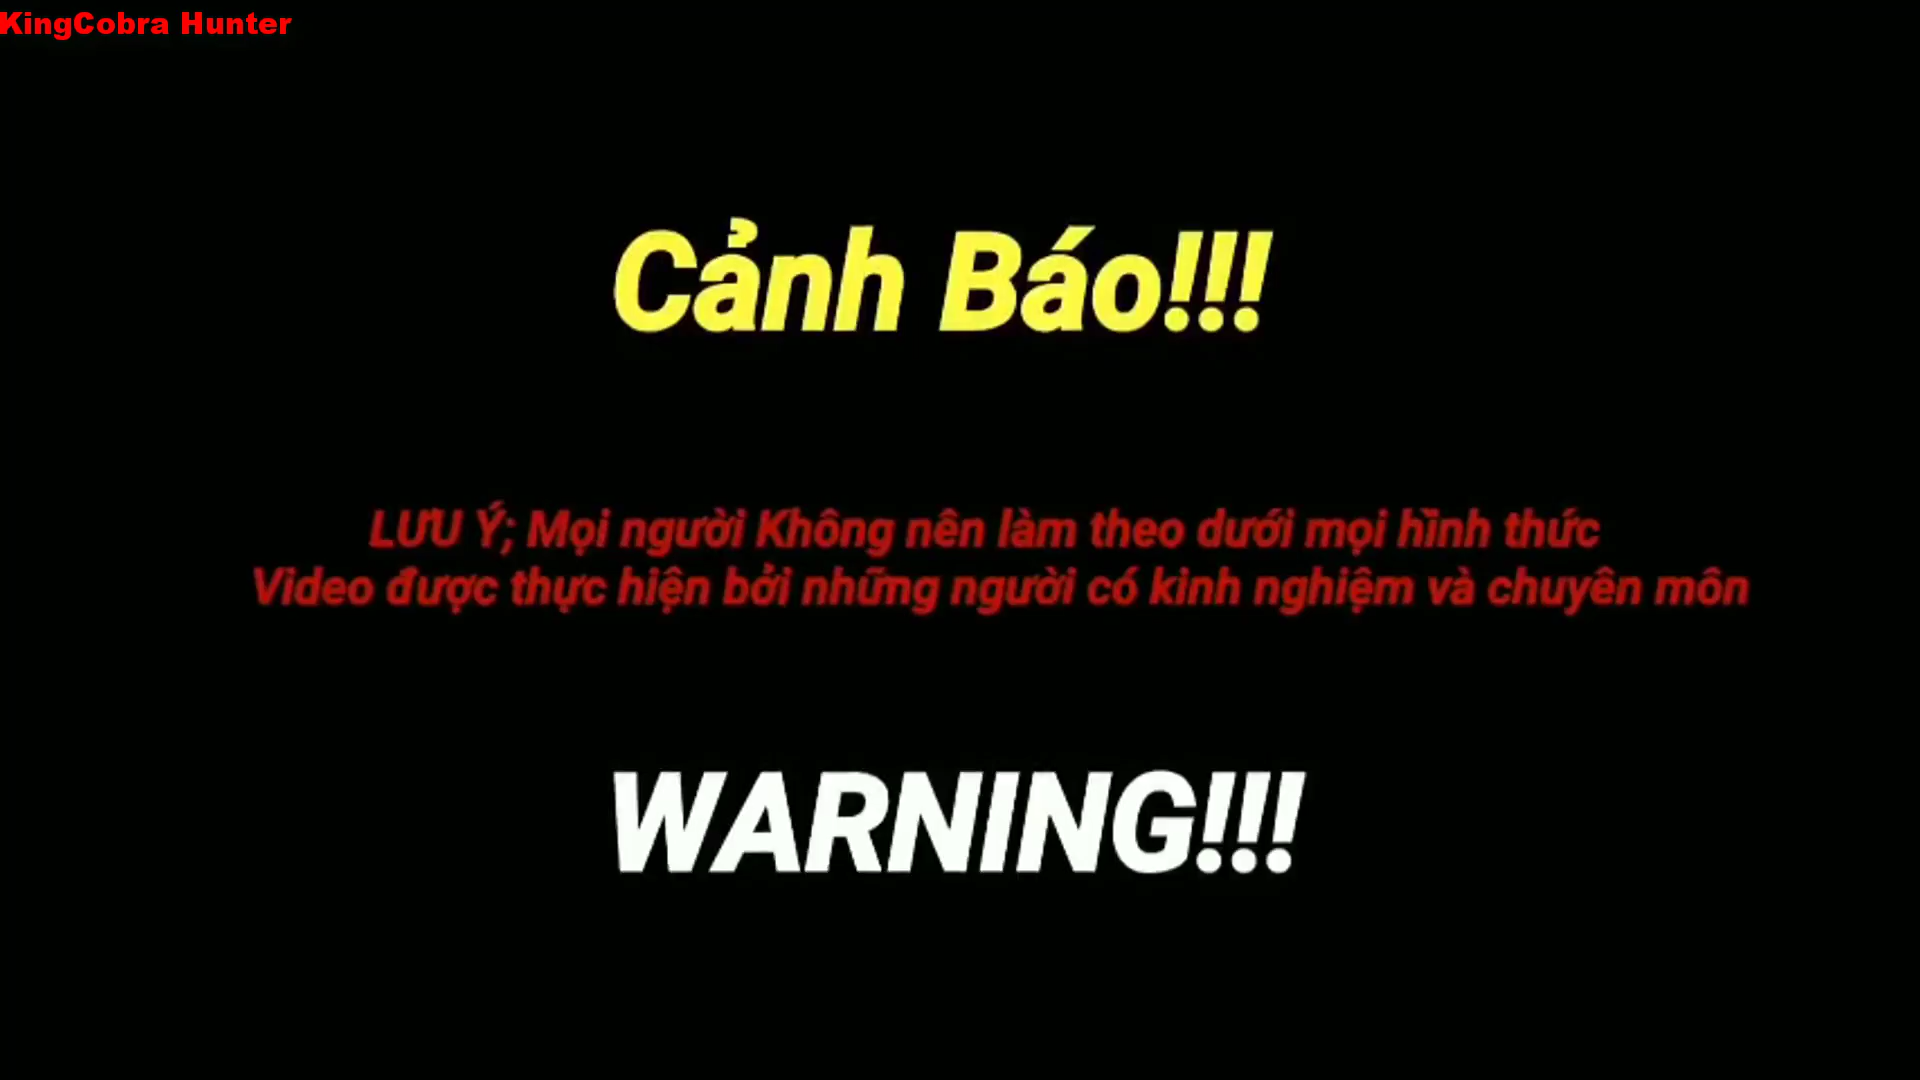 KingCobra Hunter
Cảnh Báo!!!
LƯU Ý; Mọi người Không nên làm theo dưới mọi hình thức
Video được thực hiện bởi những người có kinh nghiệm và chuyên môn
WARNING!!!